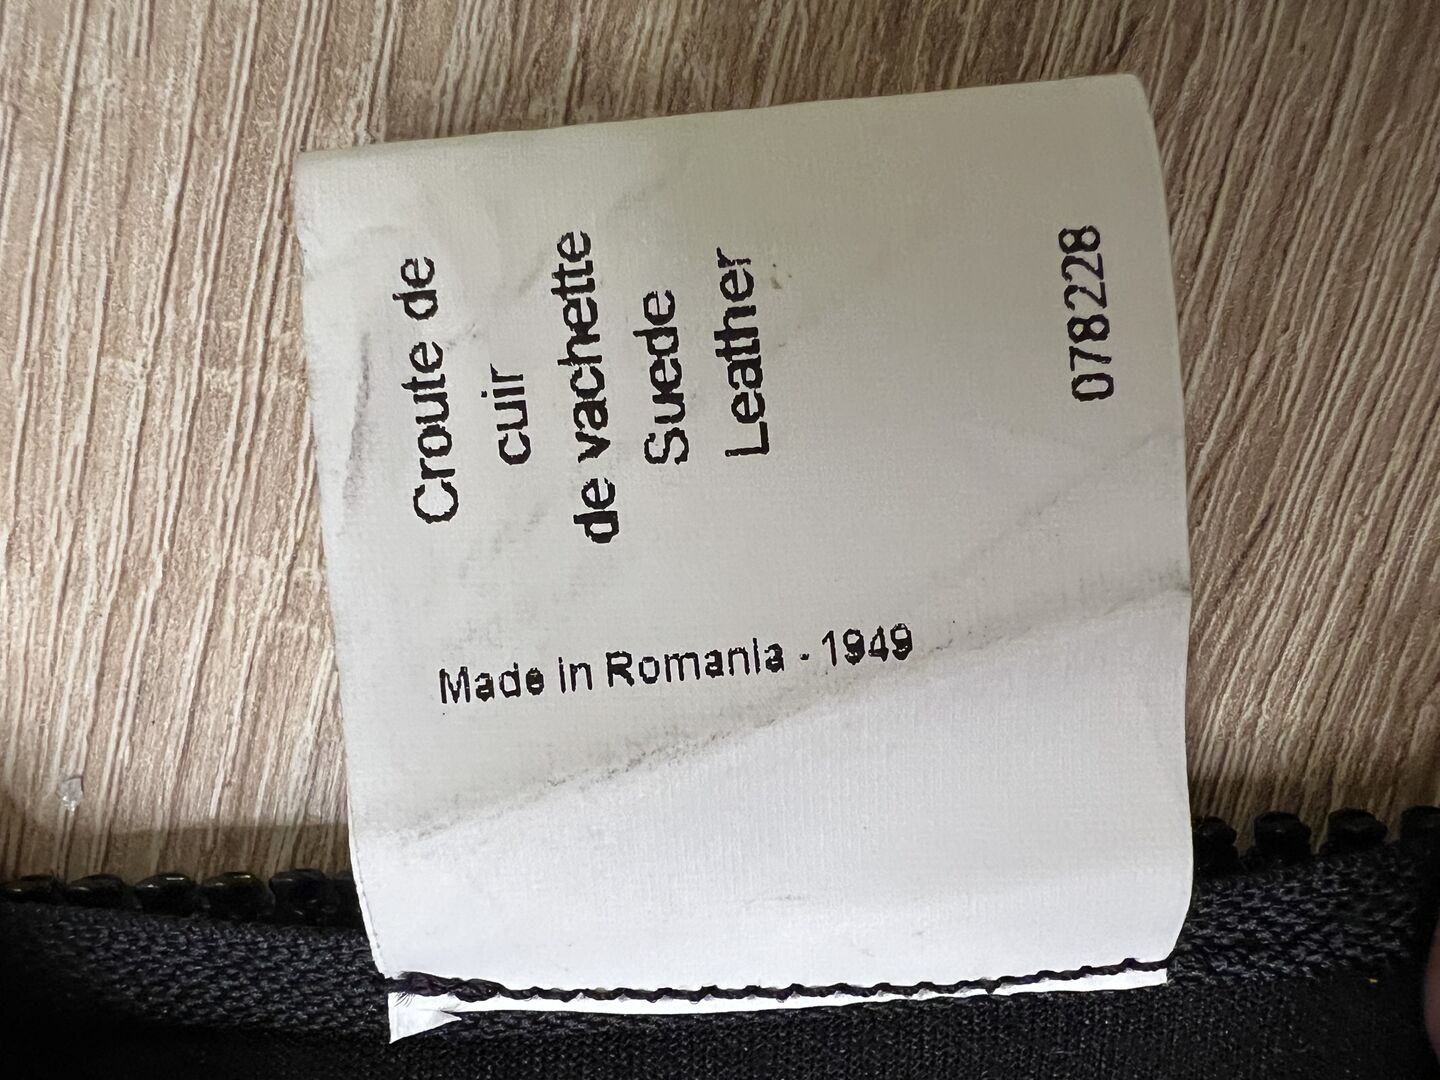 Croute de
cuir
de vachette
Suede
Leather
078228
Made in Romania - 1949